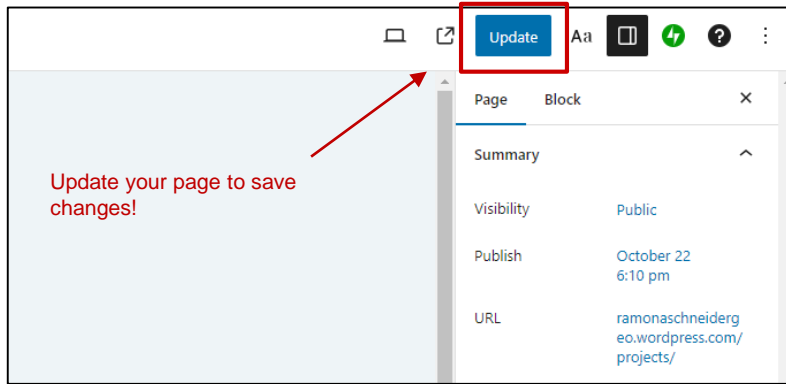 Update
Aa
Page Block
Summary
Update your page to save
changes!
Visibility Public
Publish October 22
6:10 pm
URL ramonaschneiderg
eo.wordpress.com/
projects/